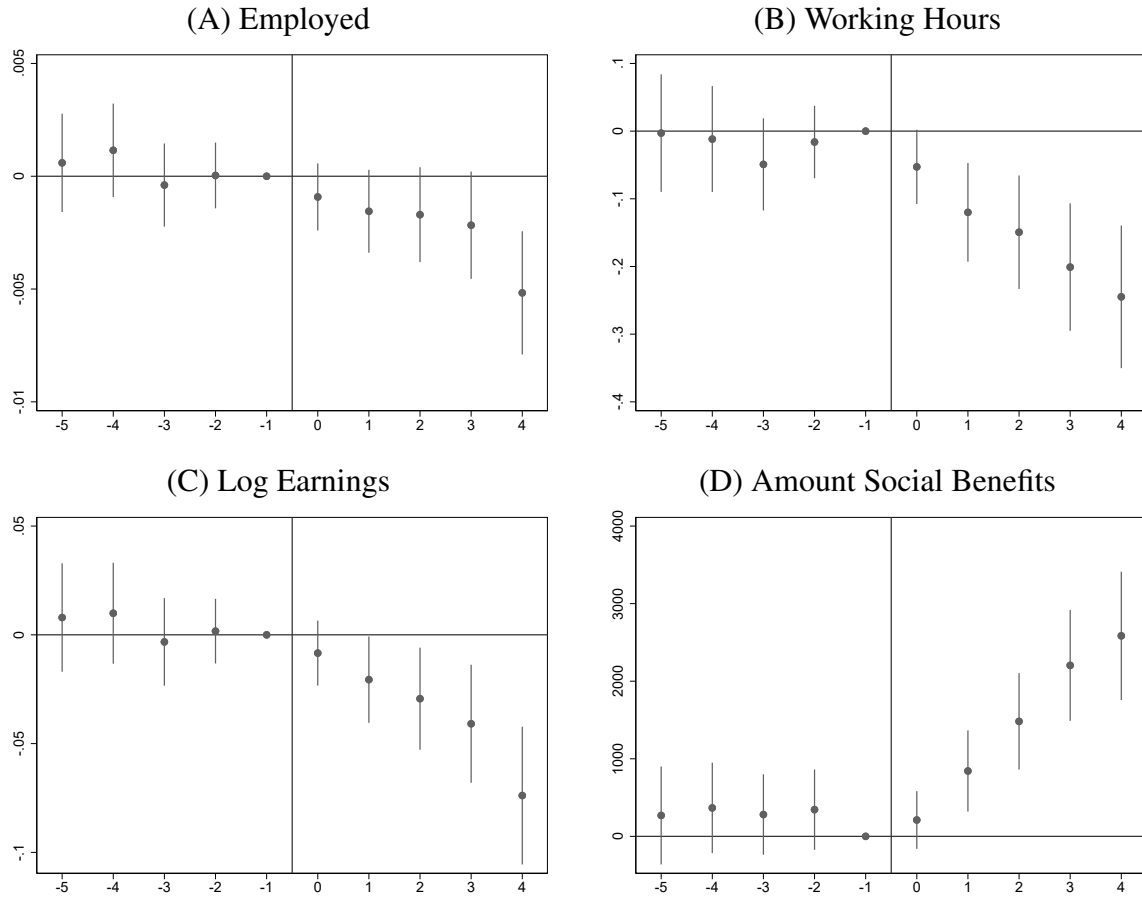 (A) Employed
.005
0
-.005
-.01
-5 -4 -3 -2 -1 0 1 2 3 4
(B) Working Hours
.1
0
-.1
-.2
-.3
-.4
-5 -4 -3 -2 -1 0 1 2 3 4
(C) Log Earnings
.05
0
-.05
-.1
-5 -4 -3 -2 -1 0 1 2 3 4
(D) Amount Social Benefits
4000
3000
2000
1000
0
-5 -4 -3 -2 -1 0 1 2 3 4